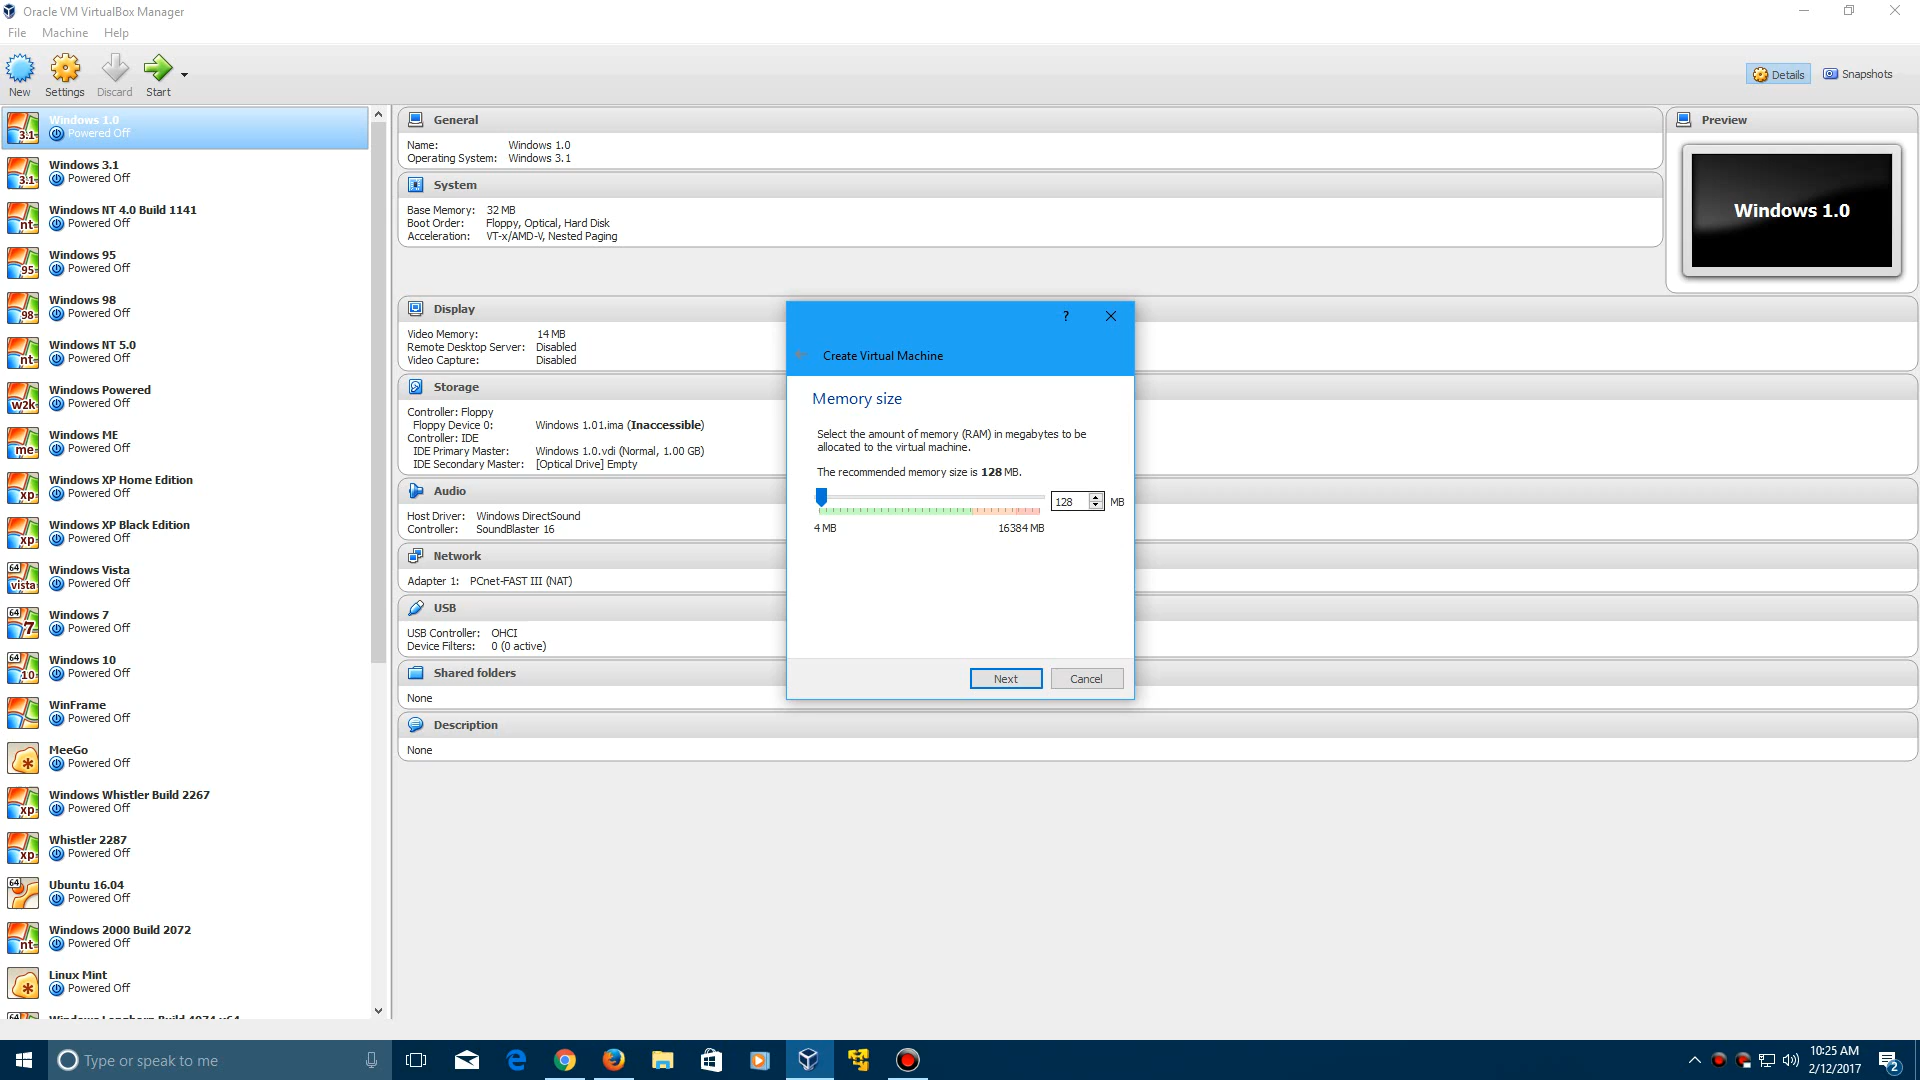 Oracle VM VirtualBox Manager
File Machine Help
New Settings Discard Start
Details Snapshots
Windows 1.0
Powered Off
Windows 3.1
Powered Off
Windows NT 4.0 Build 1141
Powered Off
Windows 95
Powered Off
Windows 98
Powered Off
Windows NT 5.0
Powered Off
Windows Powered
Powered Off
Windows ME
Powered Off
Windows XP Home Edition
Powered Off
Windows XP Black Edition
Powered Off
Windows Vista
Powered Off
Windows 7
Powered Off
Windows 10
Powered Off
WinFrame
Powered Off
MeeGo
Powered Off
Windows Whistler Build 2267
Powered Off
Whistler 2287
Powered Off
Ubuntu 16.04
Powered Off
Windows 2000 Build 2072
Powered Off
Linux Mint
Powered Off
General
Name: Windows 1.0
Operating System: Windows 3.1
System
Base Memory: 32 MB
Boot Order: Floppy, Optical, Hard Disk
Acceleration: VT-x/AMD-V, Nested Paging
Preview
Windows 1.0
Display
Video Memory: 14 MB
Remote Desktop Server: Disabled
Video Capture: Disabled
Storage
Controller: Floppy
Floppy Device 0: Windows 1.01.ima (Inaccessible)
Controller: IDE
IDE Primary Master: Windows 1.0.vdi (Normal, 1.00 GB)
IDE Secondary Master: [Optical Drive] Empty
Audio
Host Driver: Windows DirectSound
Controller: SoundBlaster 16
Network
Adapter 1: PCnet-FAST III (NAT)
USB
USB Controller: OHCI
Device Filters: 0 (0 active)
Shared folders
None
Description
None
?
Create Virtual Machine
Memory size
Select the amount of memory (RAM) in megabytes to be
allocated to the virtual machine.
The recommended memory size is 128 MB.
128 MB
4 MB 16384 MB
Next Cancel
Type or speak to me
10:25 AM
2/12/2017
2